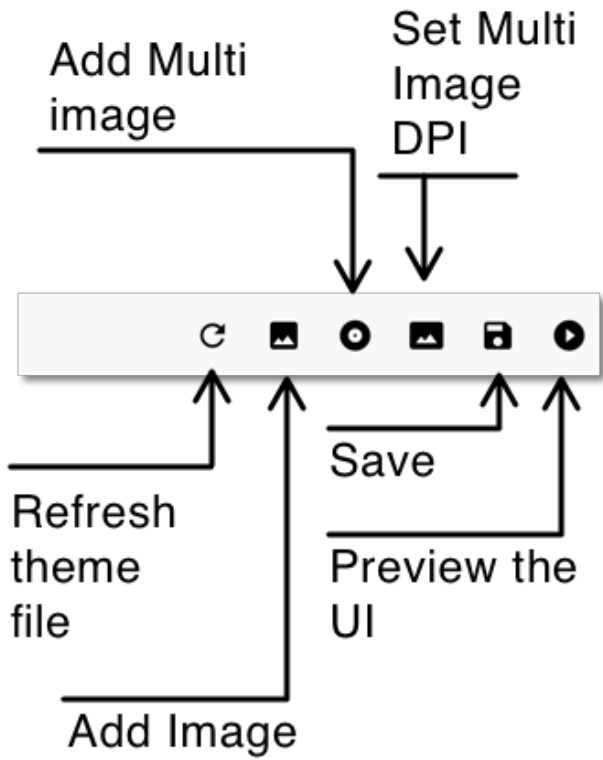 Add Multi
image
Set Multi
Image
DPI
Save
Refresh
theme
file
Preview the
UI
Add Image